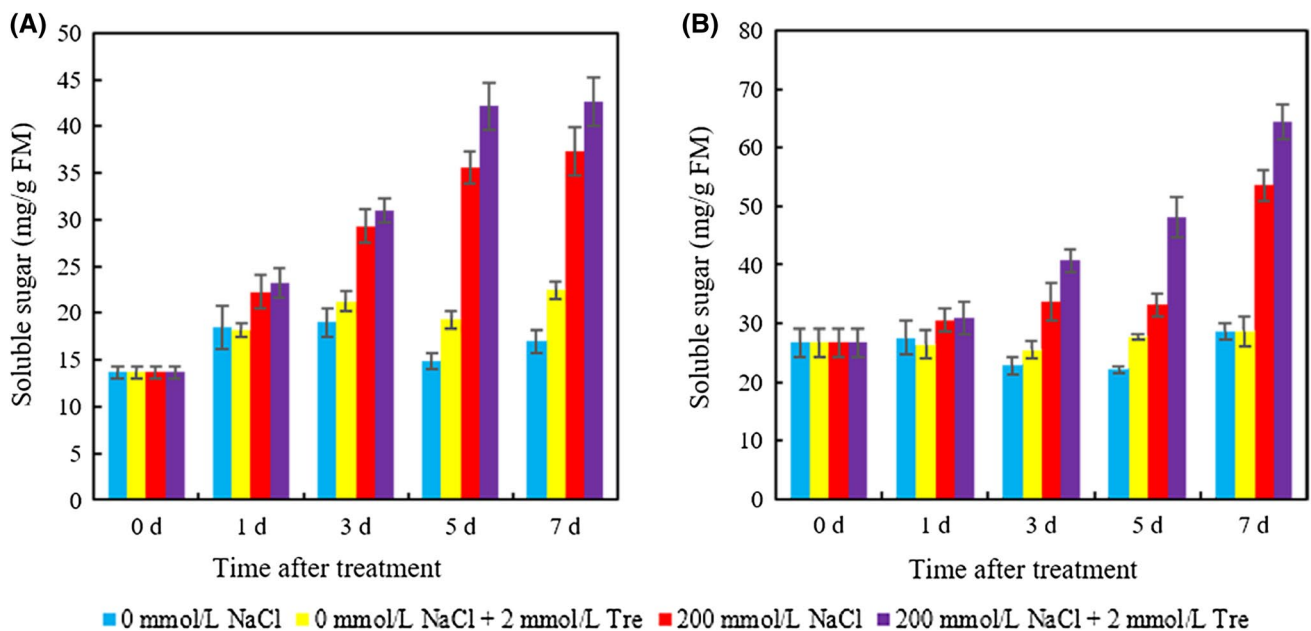 (A)
50
45
40
35
30
25
20
15
10
5
0
Soluble sugar (mg/g FM)
0 d 1 d 3 d 5 d 7 d
Time after treatment
(B)
80
70
60
50
40
30
20
10
0
Soluble sugar (mg/g FM)
0 d 1 d 3 d 5 d 7 d
Time after treatment
0 mmol/L NaCl 0 mmol/L NaCl + 2 mmol/L Tre 200 mmol/L NaCl 200 mmol/L NaCl + 2 mmol/L Tre